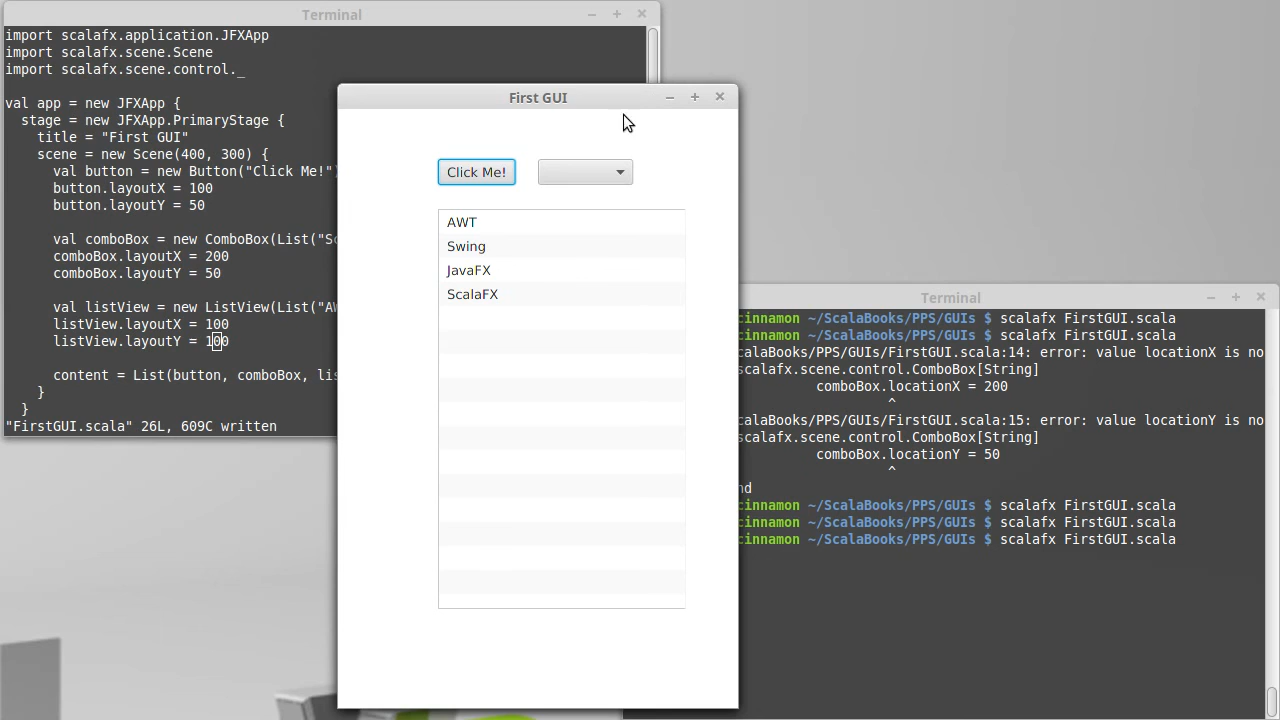 Terminal
import scalafx.application.JFXApp
import scalafx.scene.Scene
import scalafx.scene.control._
val app = new JFXApp {
stage = new JFXApp.PrimaryStage {
title = "First GUI"
scene = new Scene(400, 300) {
val button = new Button("Click Me!")
button.layoutX = 100
button.layoutY = 50
val comboBox = new ComboBox(List("Sc
comboBox.layoutX = 200
comboBox.layoutY = 50
val listView = new ListView(List("AW
listView.layoutX = 100
listView.layoutY = 100
content = List(button, comboBox, lis
}
}
"FirstGUI.scala" 26L, 609C written
First GUI
Click Me!
AWT
Swing
JavaFX
ScalaFX
Terminal
cinnamon ~/ScalaBooks/PPS/GUIs $ scalafx FirstGUI.scala
cinnamon ~/ScalaBooks/PPS/GUIs $ scalafx FirstGUI.scala
calaBooks/PPS/GUIs/FirstGUI.scala:14: error: value locationX is no
scalafx.scene.control.ComboBox[String]
comboBox.locationX = 200
^
calaBooks/PPS/GUIs/FirstGUI.scala:15: error: value locationY is no
scalafx.scene.control.ComboBox[String]
comboBox.locationY = 50
^
nd
cinnamon ~/ScalaBooks/PPS/GUIs $ scalafx FirstGUI.scala
cinnamon ~/ScalaBooks/PPS/GUIs $ scalafx FirstGUI.scala
cinnamon ~/ScalaBooks/PPS/GUIs $ scalafx FirstGUI.scala